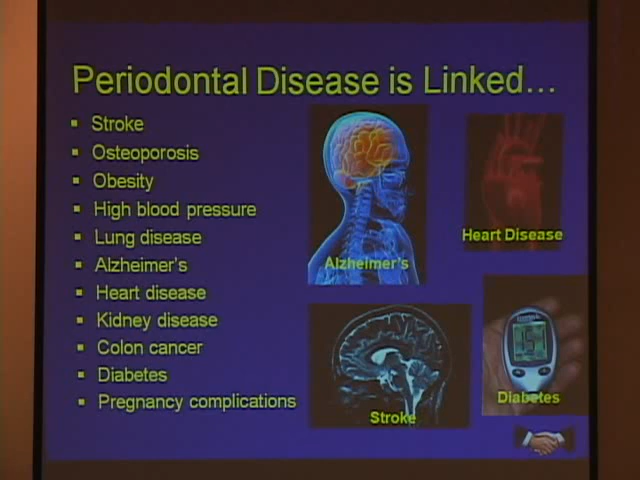 Periodontal Disease is Linked...
Stroke
Osteoporosis
Obesity
High blood pressure
Lung disease
Alzheimer's
Heart disease
Kidney disease
Colon cancer
Diabetes
Pregnancy complications
Alzheimer's
Heart Disease
Stroke
Diabetes